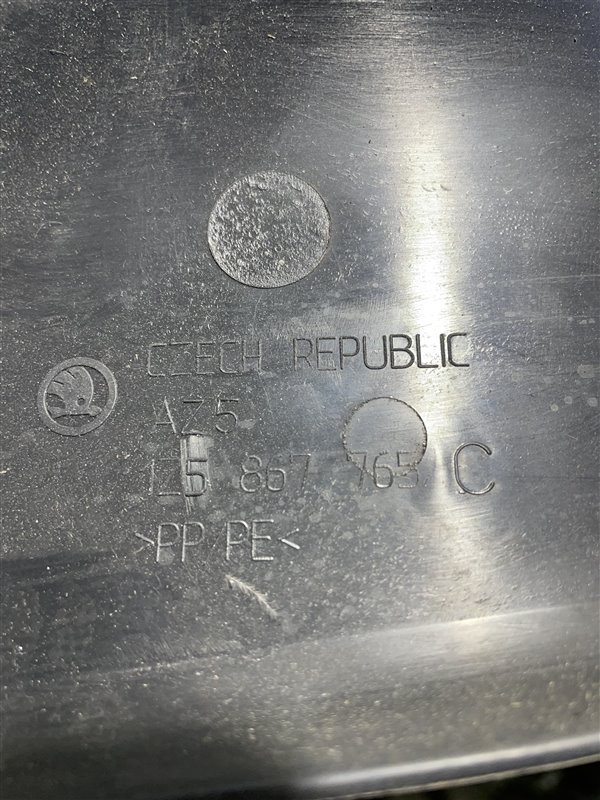 CZECH REPUBLIC
AZ5
1Z5 867 765 C
>PP PE<